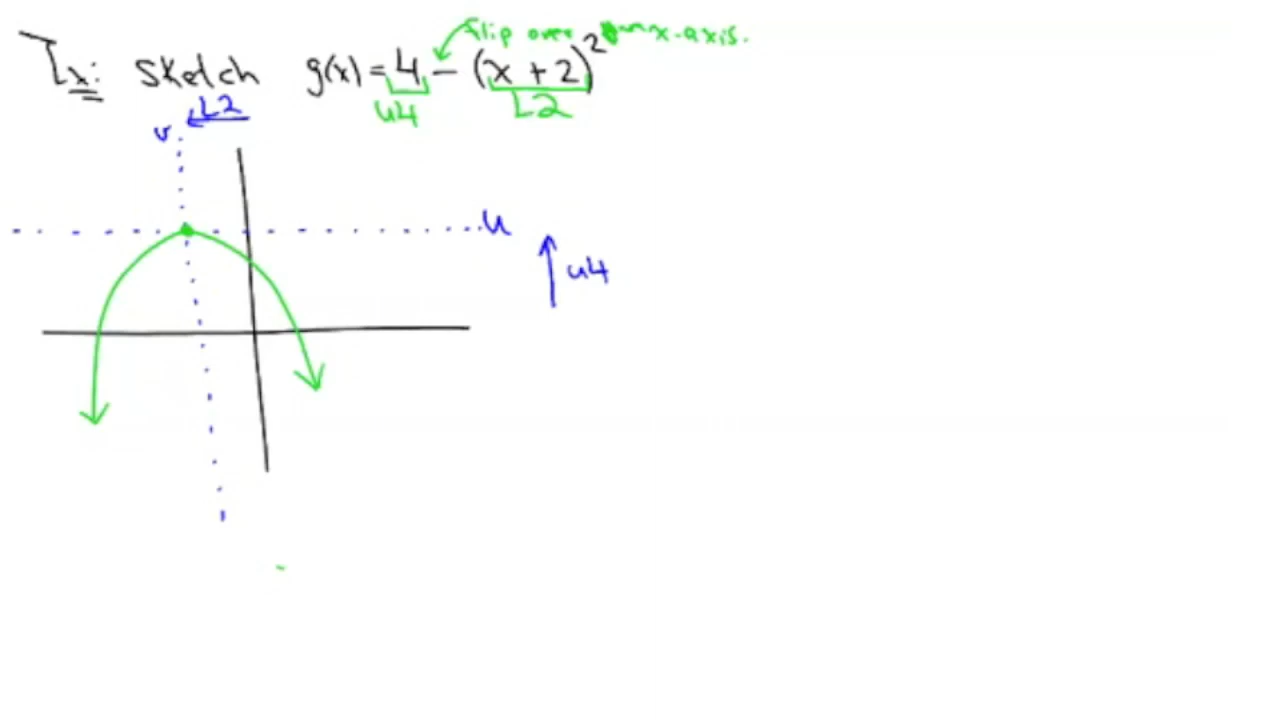 flip over x-axis.
Ex: Sketch g(x) = 4 - (x + 2)²
u4 L2
L2
v
u
u4